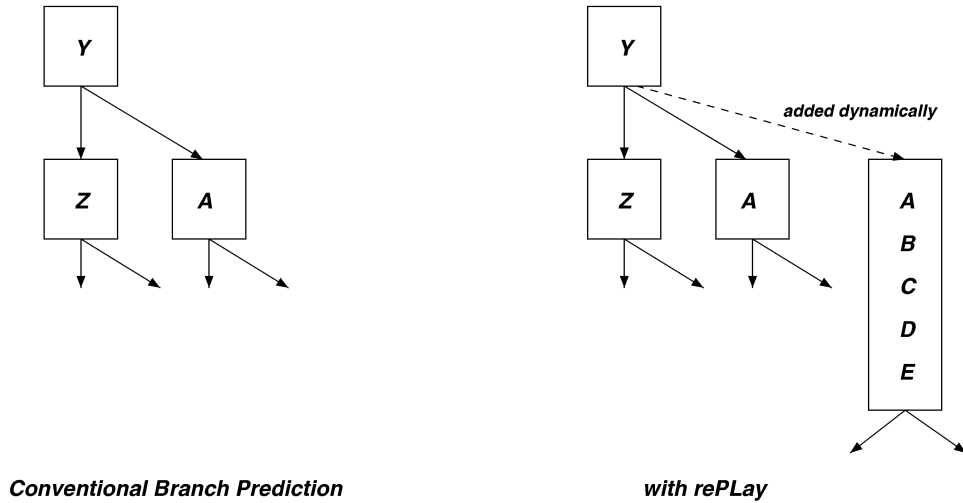 Y
Z
A
Conventional Branch Prediction
Y
added dynamically
Z
A
A
B
C
D
E
with rePLay